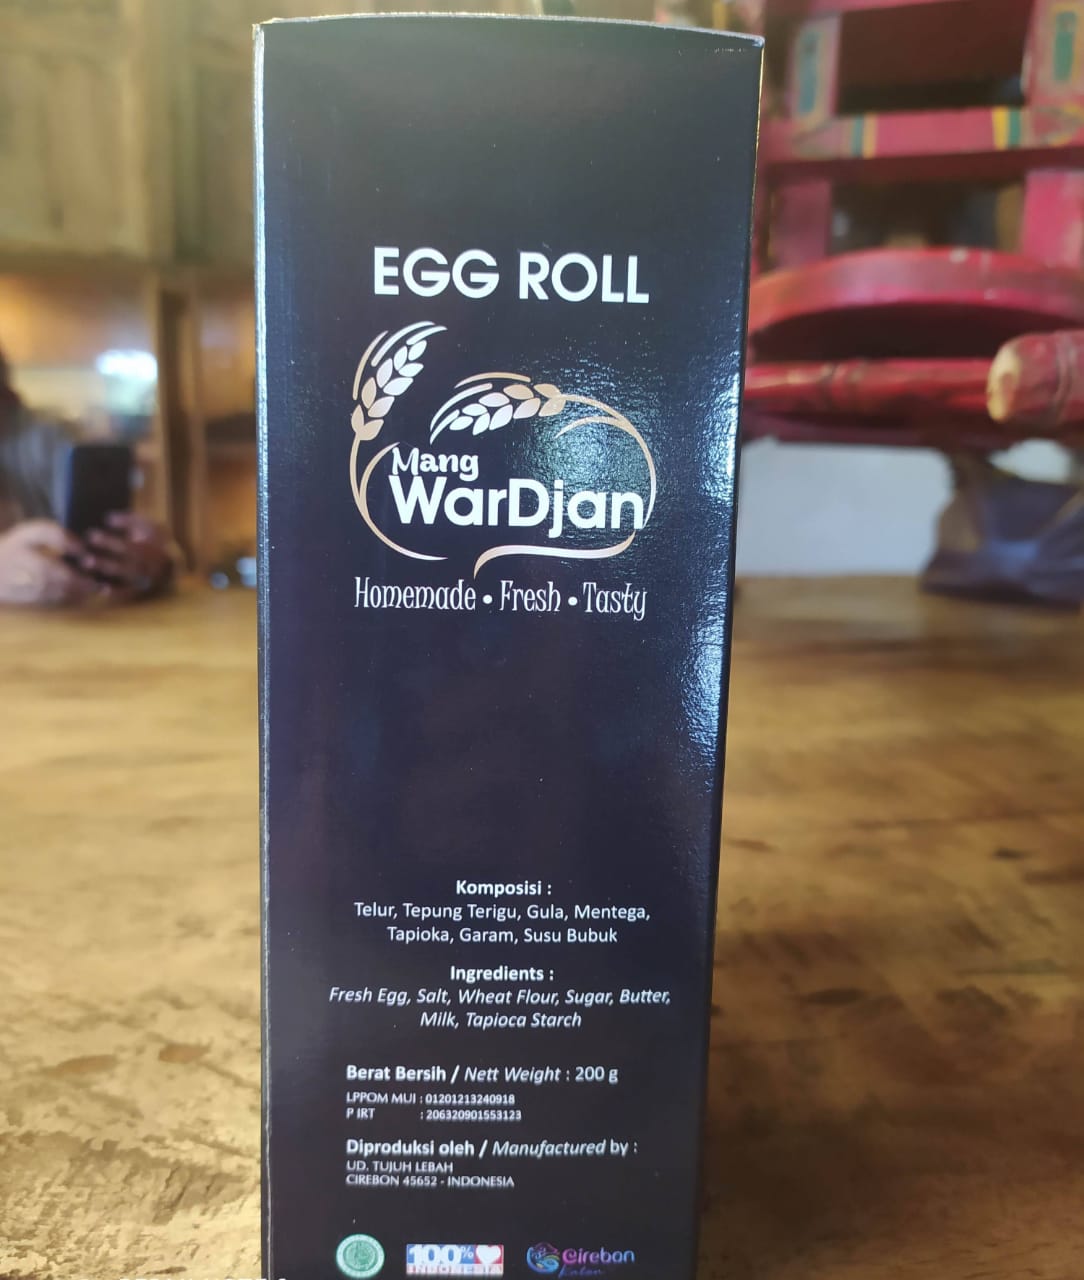 EGG ROLL
Mang
WarDjan
Homemade • Fresh • Tasty
Komposisi :
Telur, Tepung Terigu, Gula, Mentega,
Tapioka, Garam, Susu Bubuk
Ingredients :
Fresh Egg, Salt, Wheat Flour, Sugar, Butter,
Milk, Tapioca Starch
Berat Bersih / Nett Weight : 200 g
LPPOM MUI : 01201213240918
P IRT : 206320901553123
Diproduksi oleh / Manufactured by :
UD. TUJUH LEBAH
CIREBON 45652 - INDONESIA
100%
Cirebon